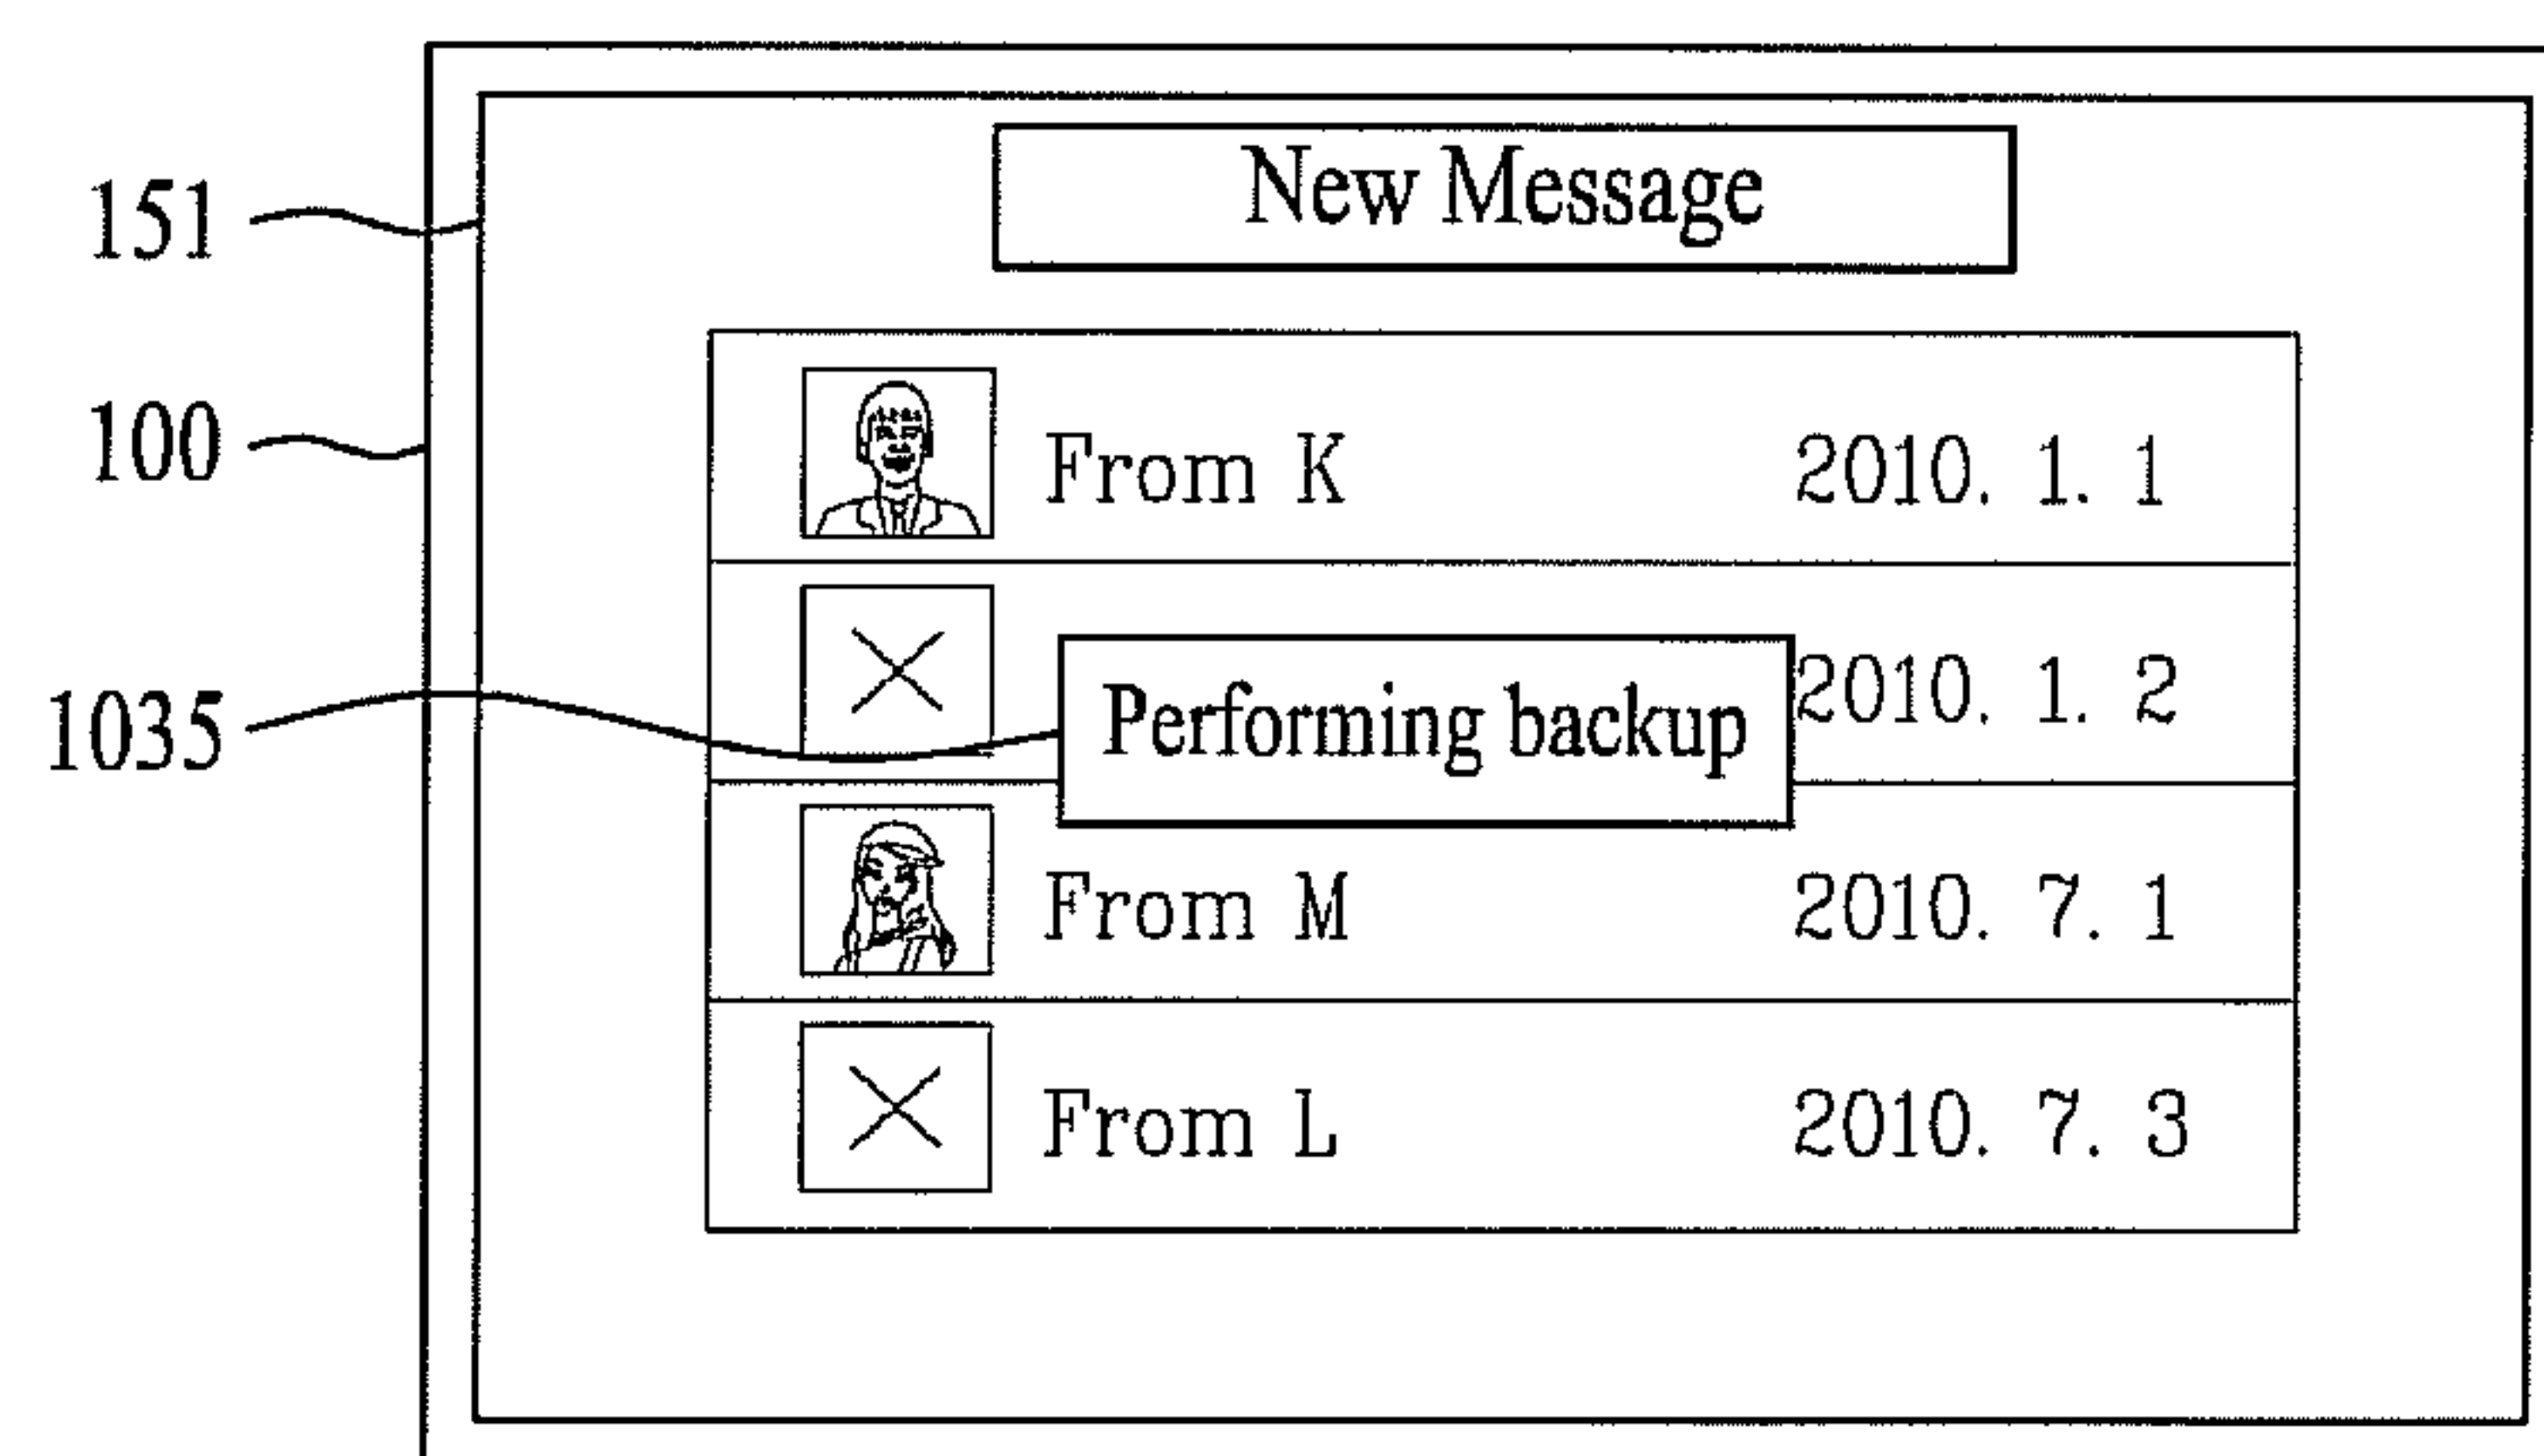 New Message
151
From K 2010. 1. 1
100
2010. 1. 2
Performing backup
1035
From M 2010. 7. 1
From L 2010. 7. 3